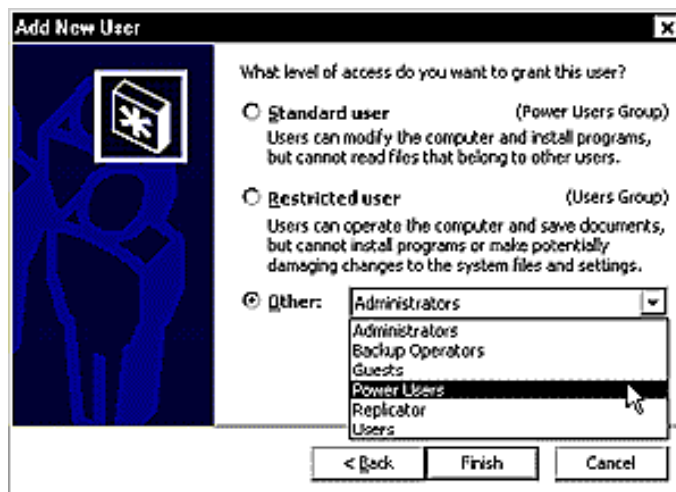 Add New User
What level of access do you want to grant this user?
Standard user (Power Users Group)
Users can modify the computer and install programs,
but cannot read files that belong to other users.
Restricted user (Users Group)
Users can operate the computer and save documents,
but cannot install programs or make potentially
damaging changes to the system files and settings.
Other: Administrators
Administrators
Backup Operators
Guests
Power Users
Replicator
Users
< Back Finish Cancel